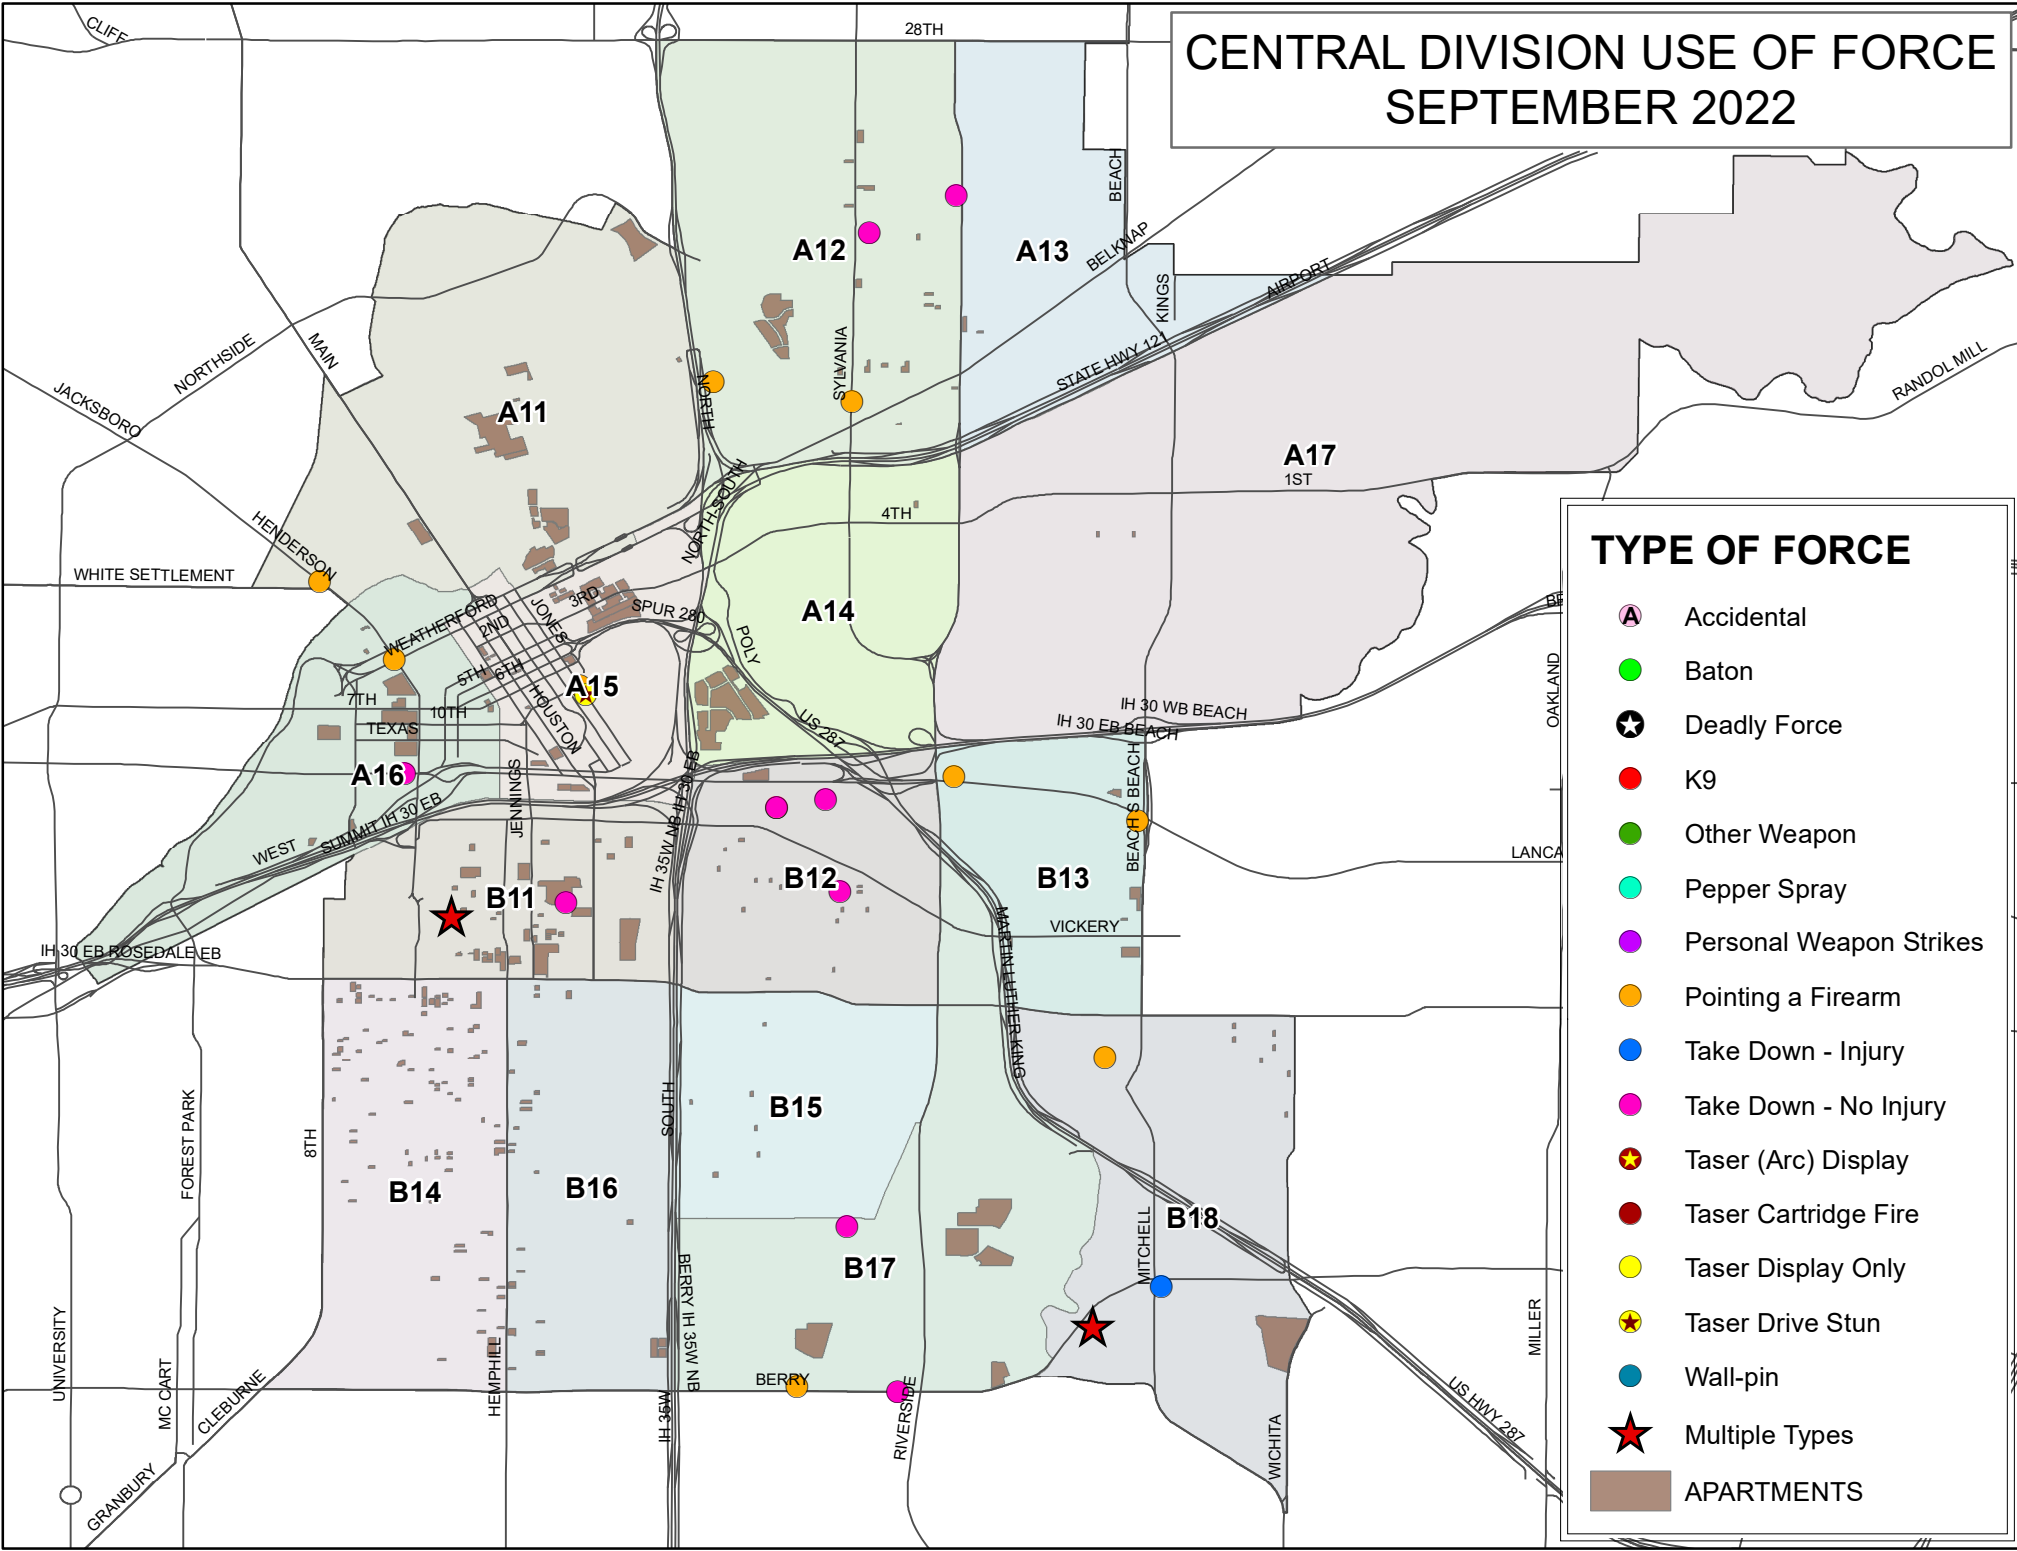 CENTRAL DIVISION USE OF FORCE
SEPTEMBER 2022
CLIFF
28TH
BEACH
A12
A13
BELKNAP
KINGS
AIRPORT
NORTHSIDE
MAIN
SYLVANIA
STATE HWY 121
RANDOL MILL
JACKSBORO
A11
NORTH
A17
1ST
NORTH-SOUTH
4TH
HENDERSON
WHITE SETTLEMENT
WEATHERFORD
2ND
3RD
JONES
SPUR 280
A14
POLY
5TH
6TH
A15
7TH
10TH
HOUSTON
TEXAS
US 287
IH 30 WB BEACH
IH 30 EB BEACH
OAKLAND
A16
JENNINGS
IH 35W NB IH 30 EB
BEACH S BEACH
SUMMIT IH 30 EB
WEST
LANCA
B11
B12
B13
VICKERY
MARTIN LUTHER KING
IH 30 EB ROSEDALE EB
FOREST PARK
8TH
SOUTH
B15
B14
B16
MITCHELL
B18
B17
BERRY IH 35W NB
UNIVERSITY
MC CART
CLEBURNE
HEMPHILL
IH 35W
BERRY
RIVERSIDE
MILLER
US HWY 287
WICHITA
GRANBURY
TYPE OF FORCE
A Accidental
Baton
Deadly Force
K9
Other Weapon
Pepper Spray
Personal Weapon Strikes
Pointing a Firearm
Take Down - Injury
Take Down - No Injury
Taser (Arc) Display
Taser Cartridge Fire
Taser Display Only
Taser Drive Stun
Wall-pin
Multiple Types
APARTMENTS